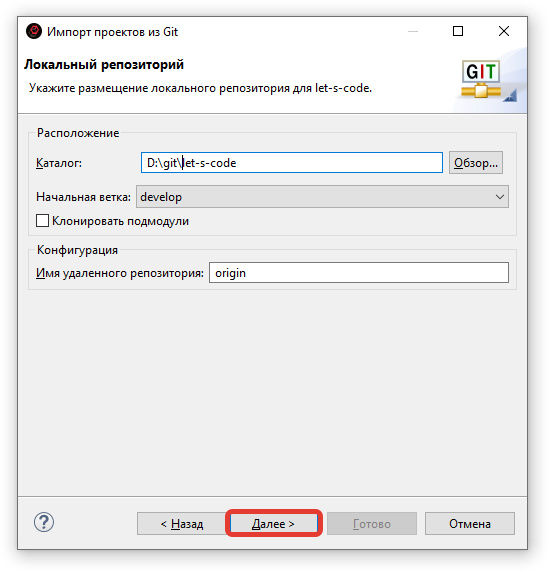 Импорт проектов из Git
Локальный репозиторий
Укажите размещение локального репозитория для let-s-code.
GIT
Расположение
Каталог: D:\git\let-s-code Обзор...
Начальная ветка: develop
Клонировать подмодули
Конфигурация
Имя удаленного репозитория: origin
? < Назад Далее > Готово Отмена